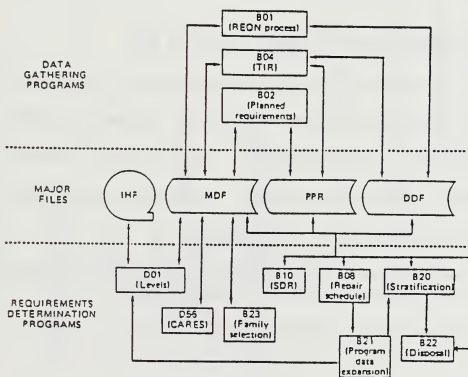 B01
(REON process)
DATA
GATHERING
PROGRAMS
B04
(TIR)
B02
(Planned
requirements)
MAJOR
FILES
IHF
MDF
PPR
DDF
REQUIREMENTS
DETERMINATION
PROGRAMS
D01
(Levels)
B10
(SDR)
B08
(Repair
schedule)
B20
(Stratification)
D56
(CARES)
B23
(Family
selection)
B21
(Program
data
expansion)
B22
(Disposal)